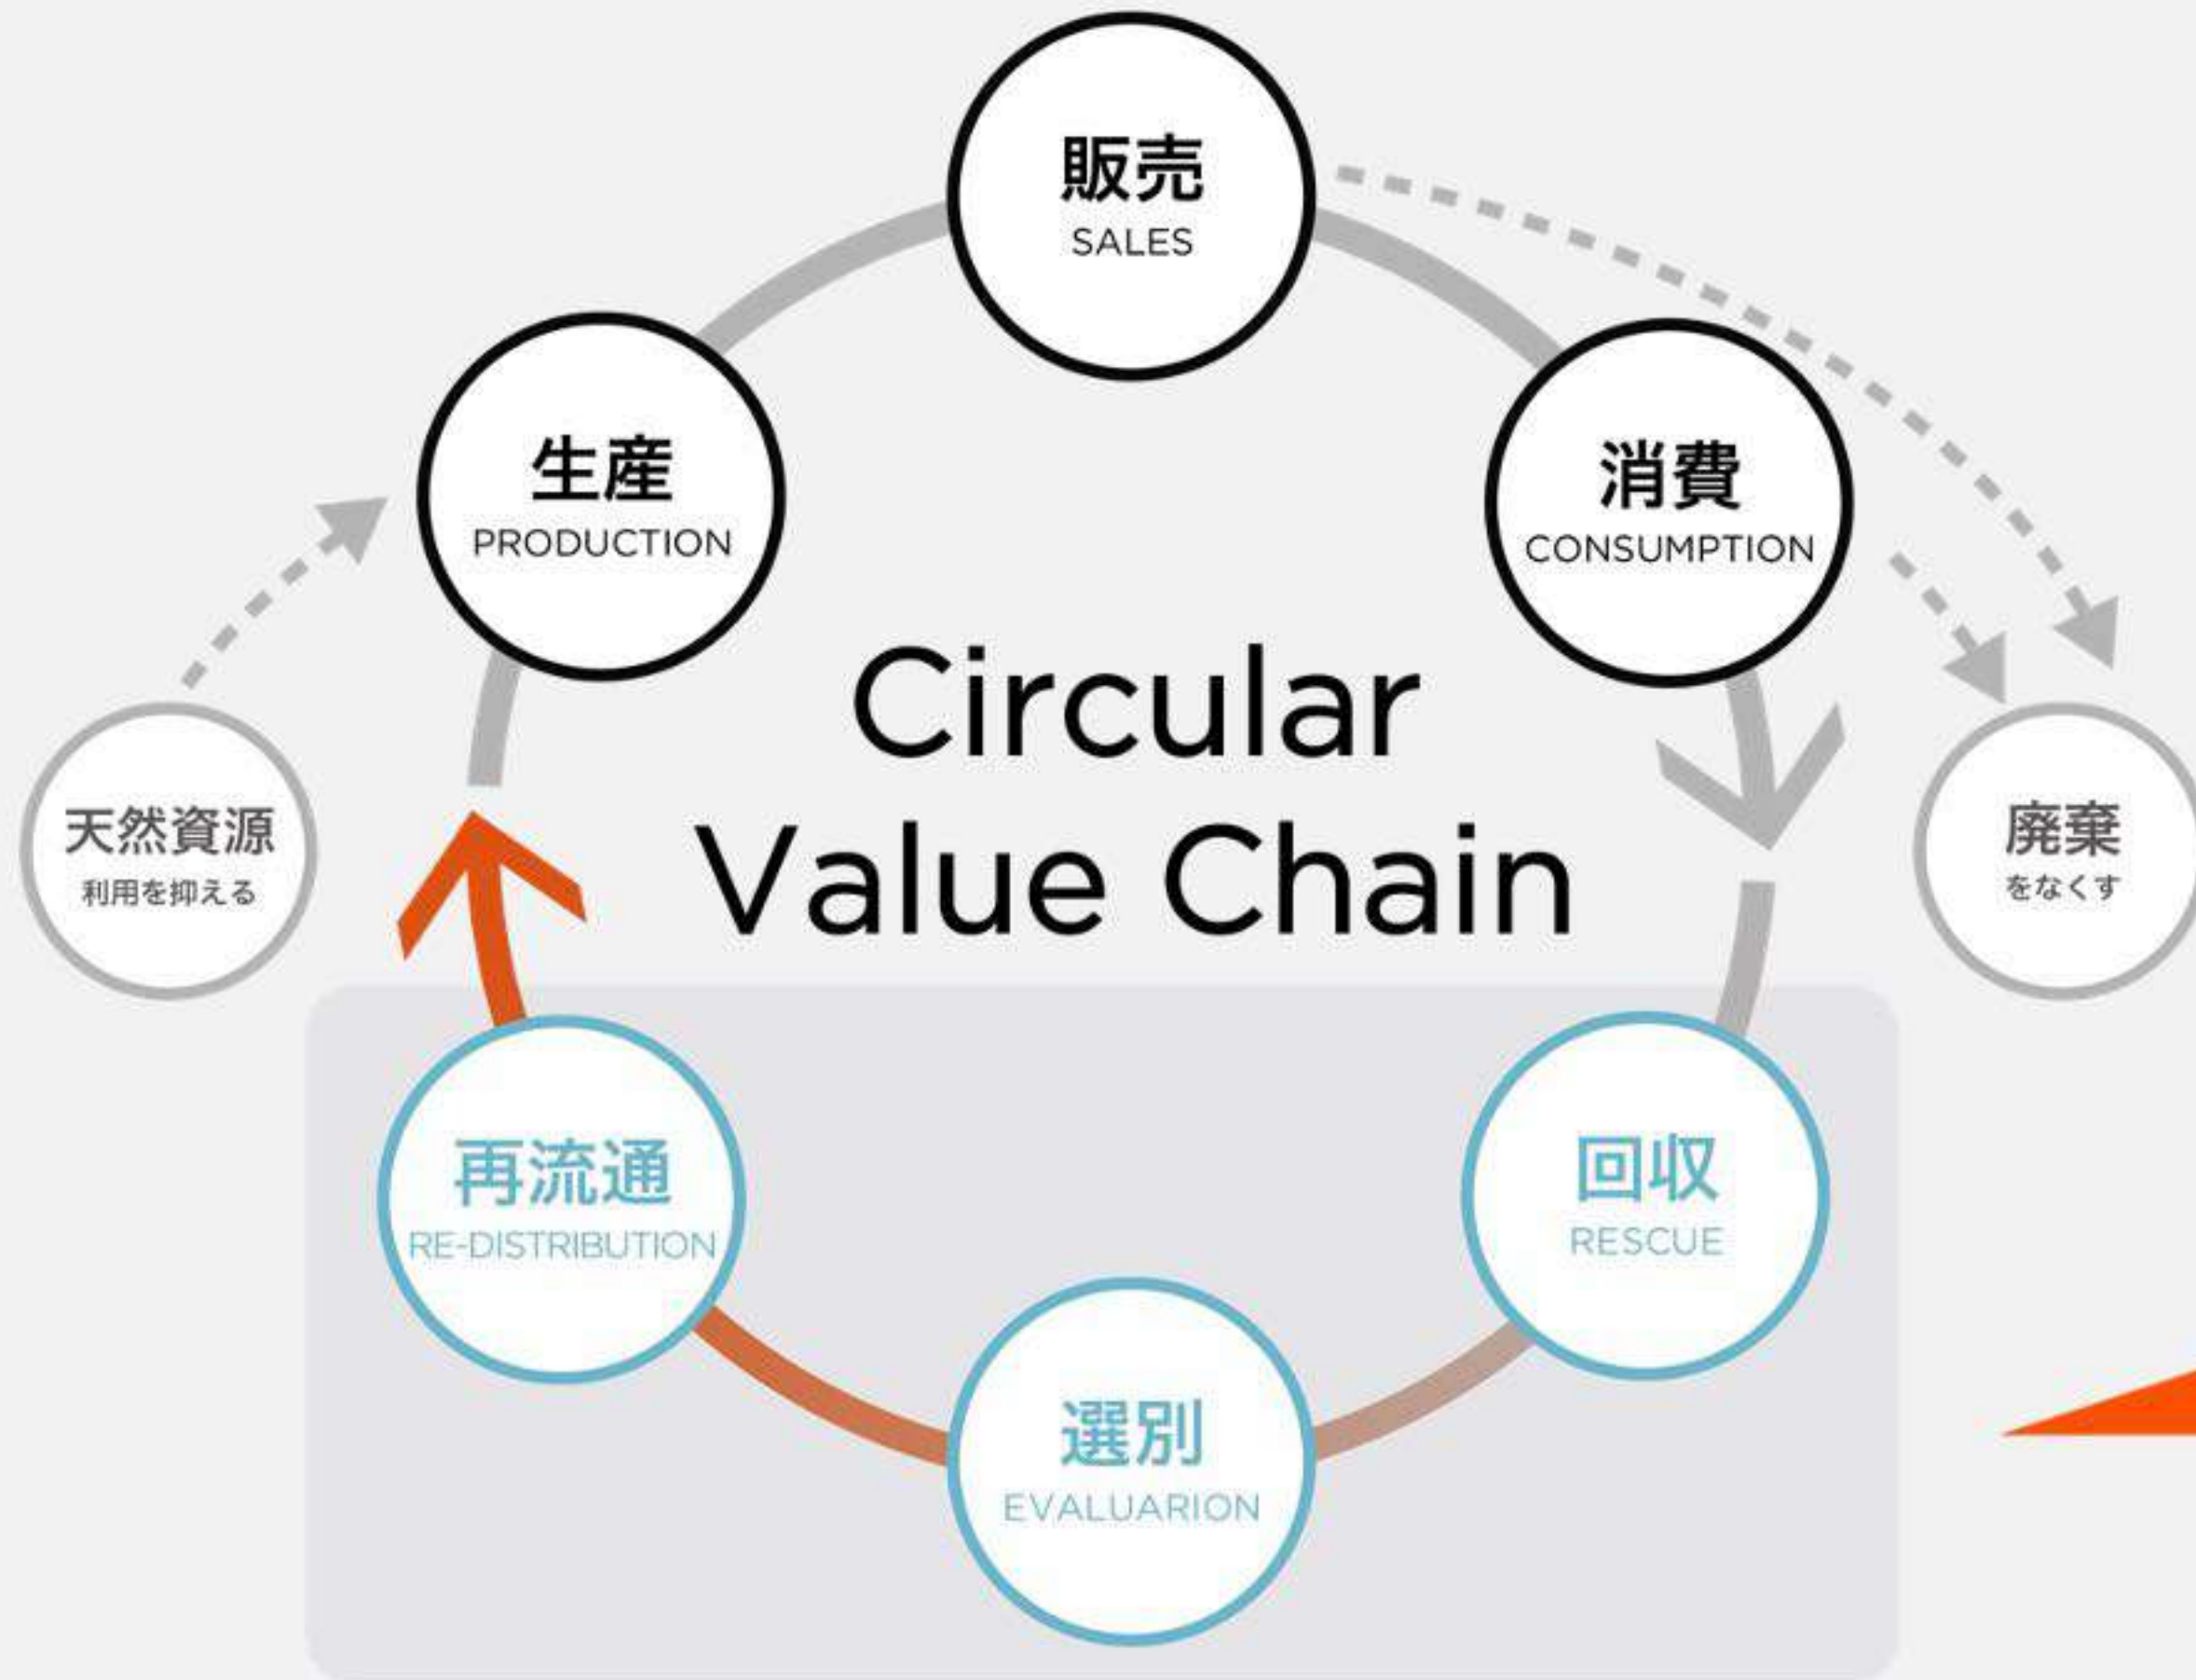 販売
SALES
生産
PRODUCTION
消費
CONSUMPTION
Circular
Value Chain
天然資源
利用を抑える
廃棄
をなくす
再流通
RE-DISTRIBUTION
回収
RESCUE
選別
EVALUARION